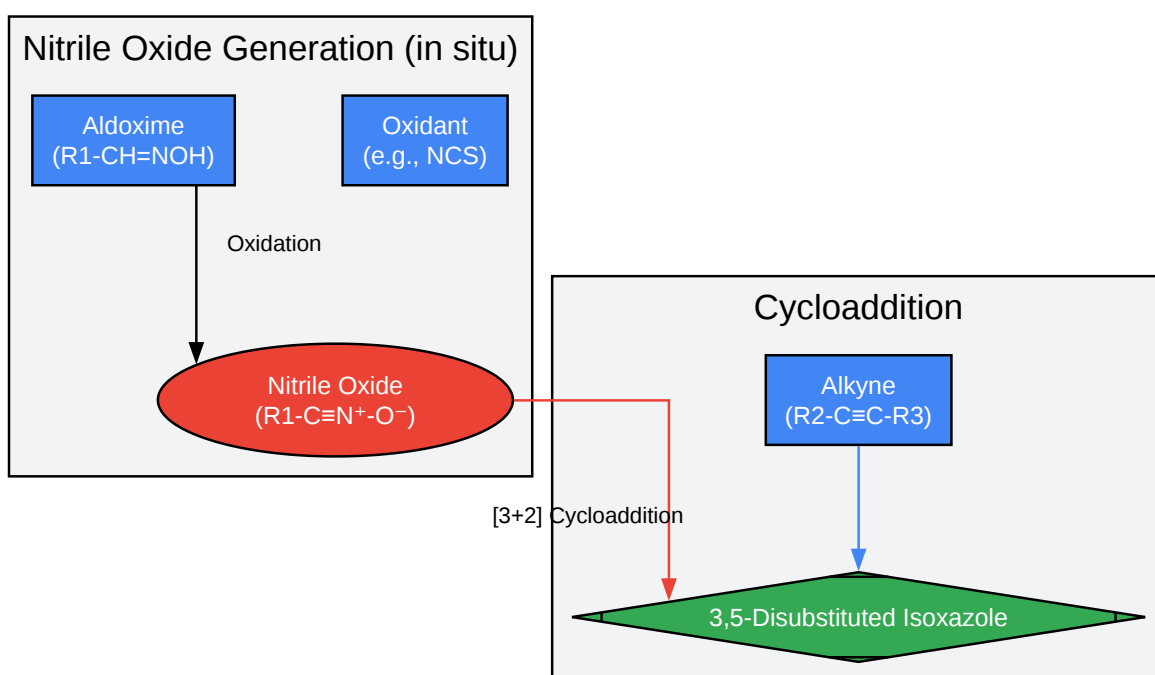 Nitrile Oxide Generation (in situ)
Aldoxime
(R1-CH=NOH)
Oxidant
(e.g., NCS)
Oxidation
Nitrile Oxide
(R1-C≡N⁺-O⁻)
Cycloaddition
Alkyne
(R2-C≡C-R3)
[3+2] Cycloaddition
3,5-Disubstituted Isoxazole